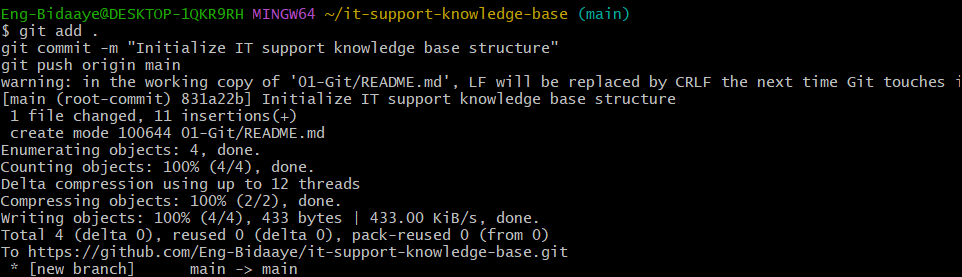 Eng-Bidaaye@DESKTOP-1QKR9RH MINGW64 ~/it-support-knowledge-base (main)
$ git add .
git commit -m "Initialize IT support knowledge base structure"
git push origin main
warning: in the working copy of '01-Git/README.md', LF will be replaced by CRLF the next time Git touches i
[main (root-commit) 831a22b] Initialize IT support knowledge base structure
 1 file changed, 11 insertions(+)
 create mode 100644 01-Git/README.md
Enumerating objects: 4, done.
Counting objects: 100% (4/4), done.
Delta compression using up to 12 threads
Compressing objects: 100% (2/2), done.
Writing objects: 100% (4/4), 433 bytes | 433.00 KiB/s, done.
Total 4 (delta 0), reused 0 (delta 0), pack-reused 0 (from 0)
To https://github.com/Eng-Bidaaye/it-support-knowledge-base.git
 * [new branch]      main -> main